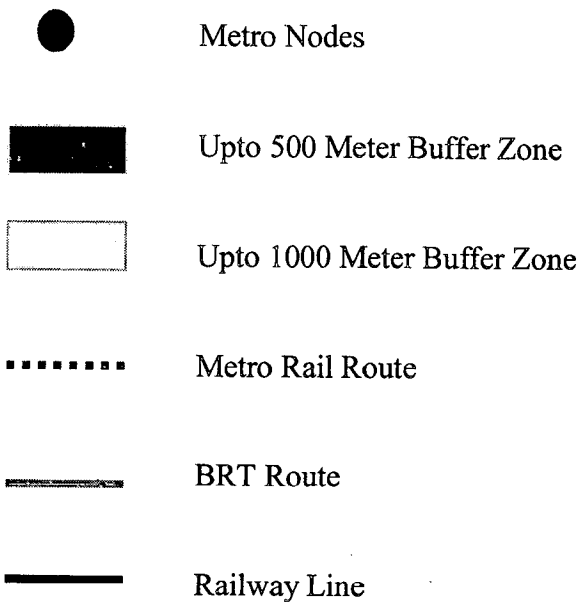 Metro Nodes
Upto 500 Meter Buffer Zone
Upto 1000 Meter Buffer Zone
Metro Rail Route
BRT Route
Railway Line